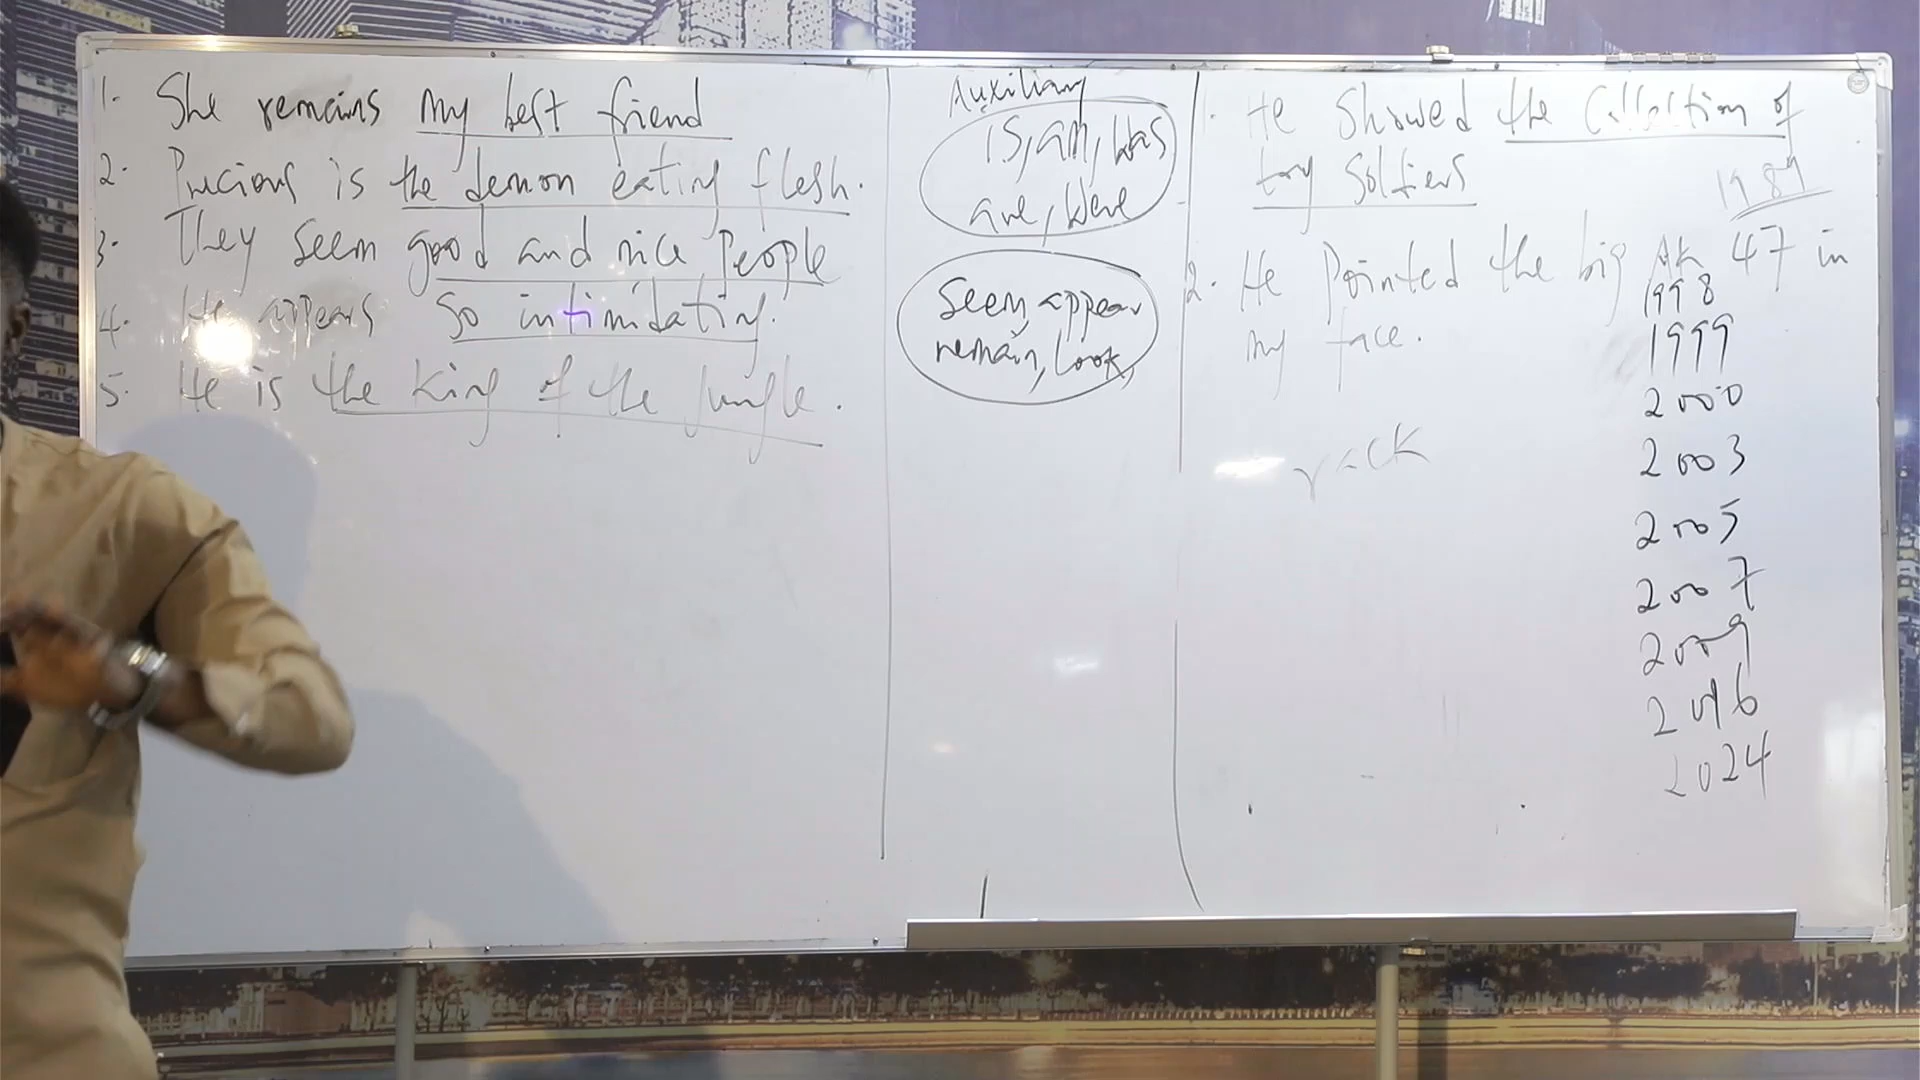 1. She remains my best friend
2. Precious is the demon eating flesh.
3. They seem good and nice people
4. He appears so intimidating.
5. He is the king of the jungle.
Auxiliary
is, am, was
are, were
seem, appear
remain, look,
1. He showed the collection of
toy soldiers
1989
2. He pointed the big AK 47 in
my face.
1998
1999
2000
2003
2005
2007
2009
2016
2024